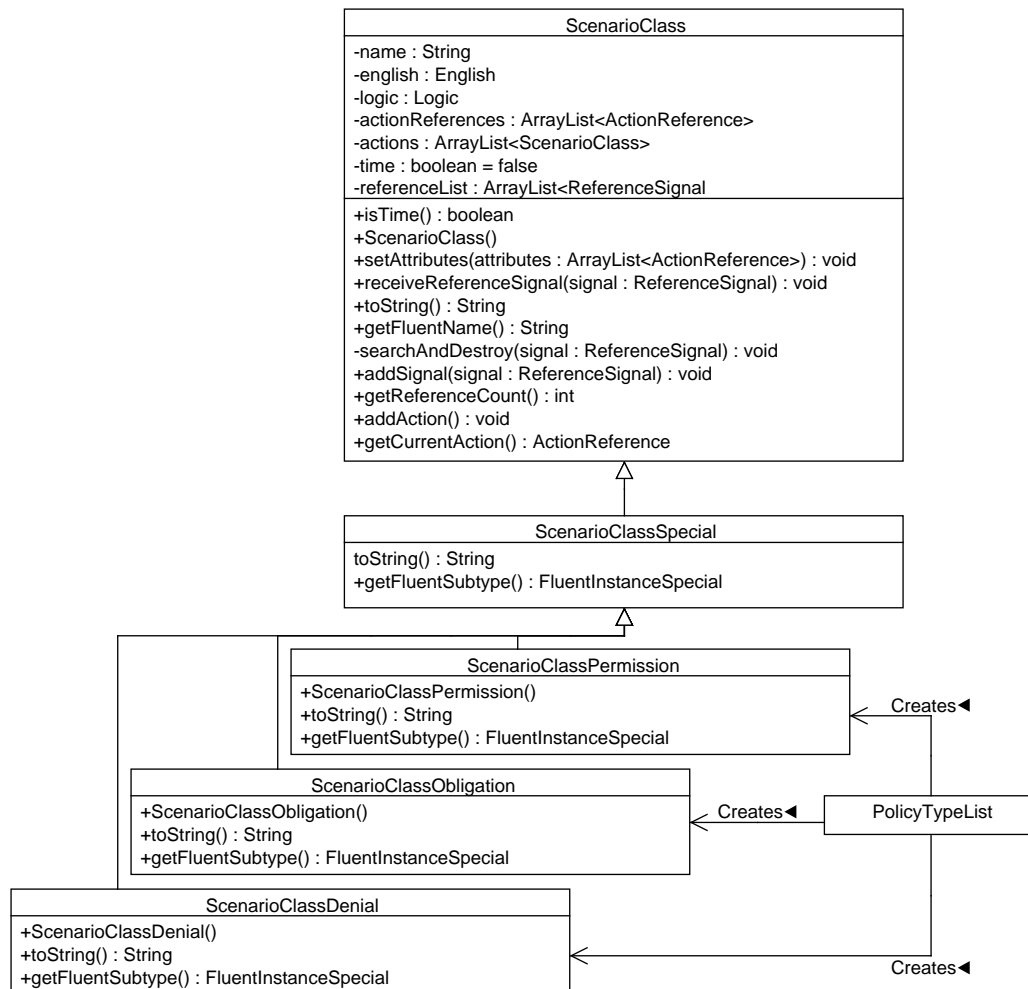 ScenarioClass
-name : String
-english : English
-logic : Logic
-actionReferences : ArrayList<ActionReference>
-actions : ArrayList<ScenarioClass>
-time : boolean = false
-referenceList : ArrayList<ReferenceSignal
+isTime() : boolean
+ScenarioClass()
+setAttributes(attributes : ArrayList<ActionReference>) : void
+receiveReferenceSignal(signal : ReferenceSignal) : void
+toString() : String
+getFluentName() : String
-searchAndDestroy(signal : ReferenceSignal) : void
+addSignal(signal : ReferenceSignal) : void
+getReferenceCount() : int
+addAction() : void
+getCurrentAction() : ActionReference
ScenarioClassSpecial
toString() : String
+getFluentSubtype() : FluentInstanceSpecial
ScenarioClassPermission
+ScenarioClassPermission()
+toString() : String
+getFluentSubtype() : FluentInstanceSpecial
Creates◄
ScenarioClassObligation
+ScenarioClassObligation()
+toString() : String
+getFluentSubtype() : FluentInstanceSpecial
Creates◄
PolicyTypeList
ScenarioClassDenial
+ScenarioClassDenial()
+toString() : String
+getFluentSubtype() : FluentInstanceSpecial
Creates◄